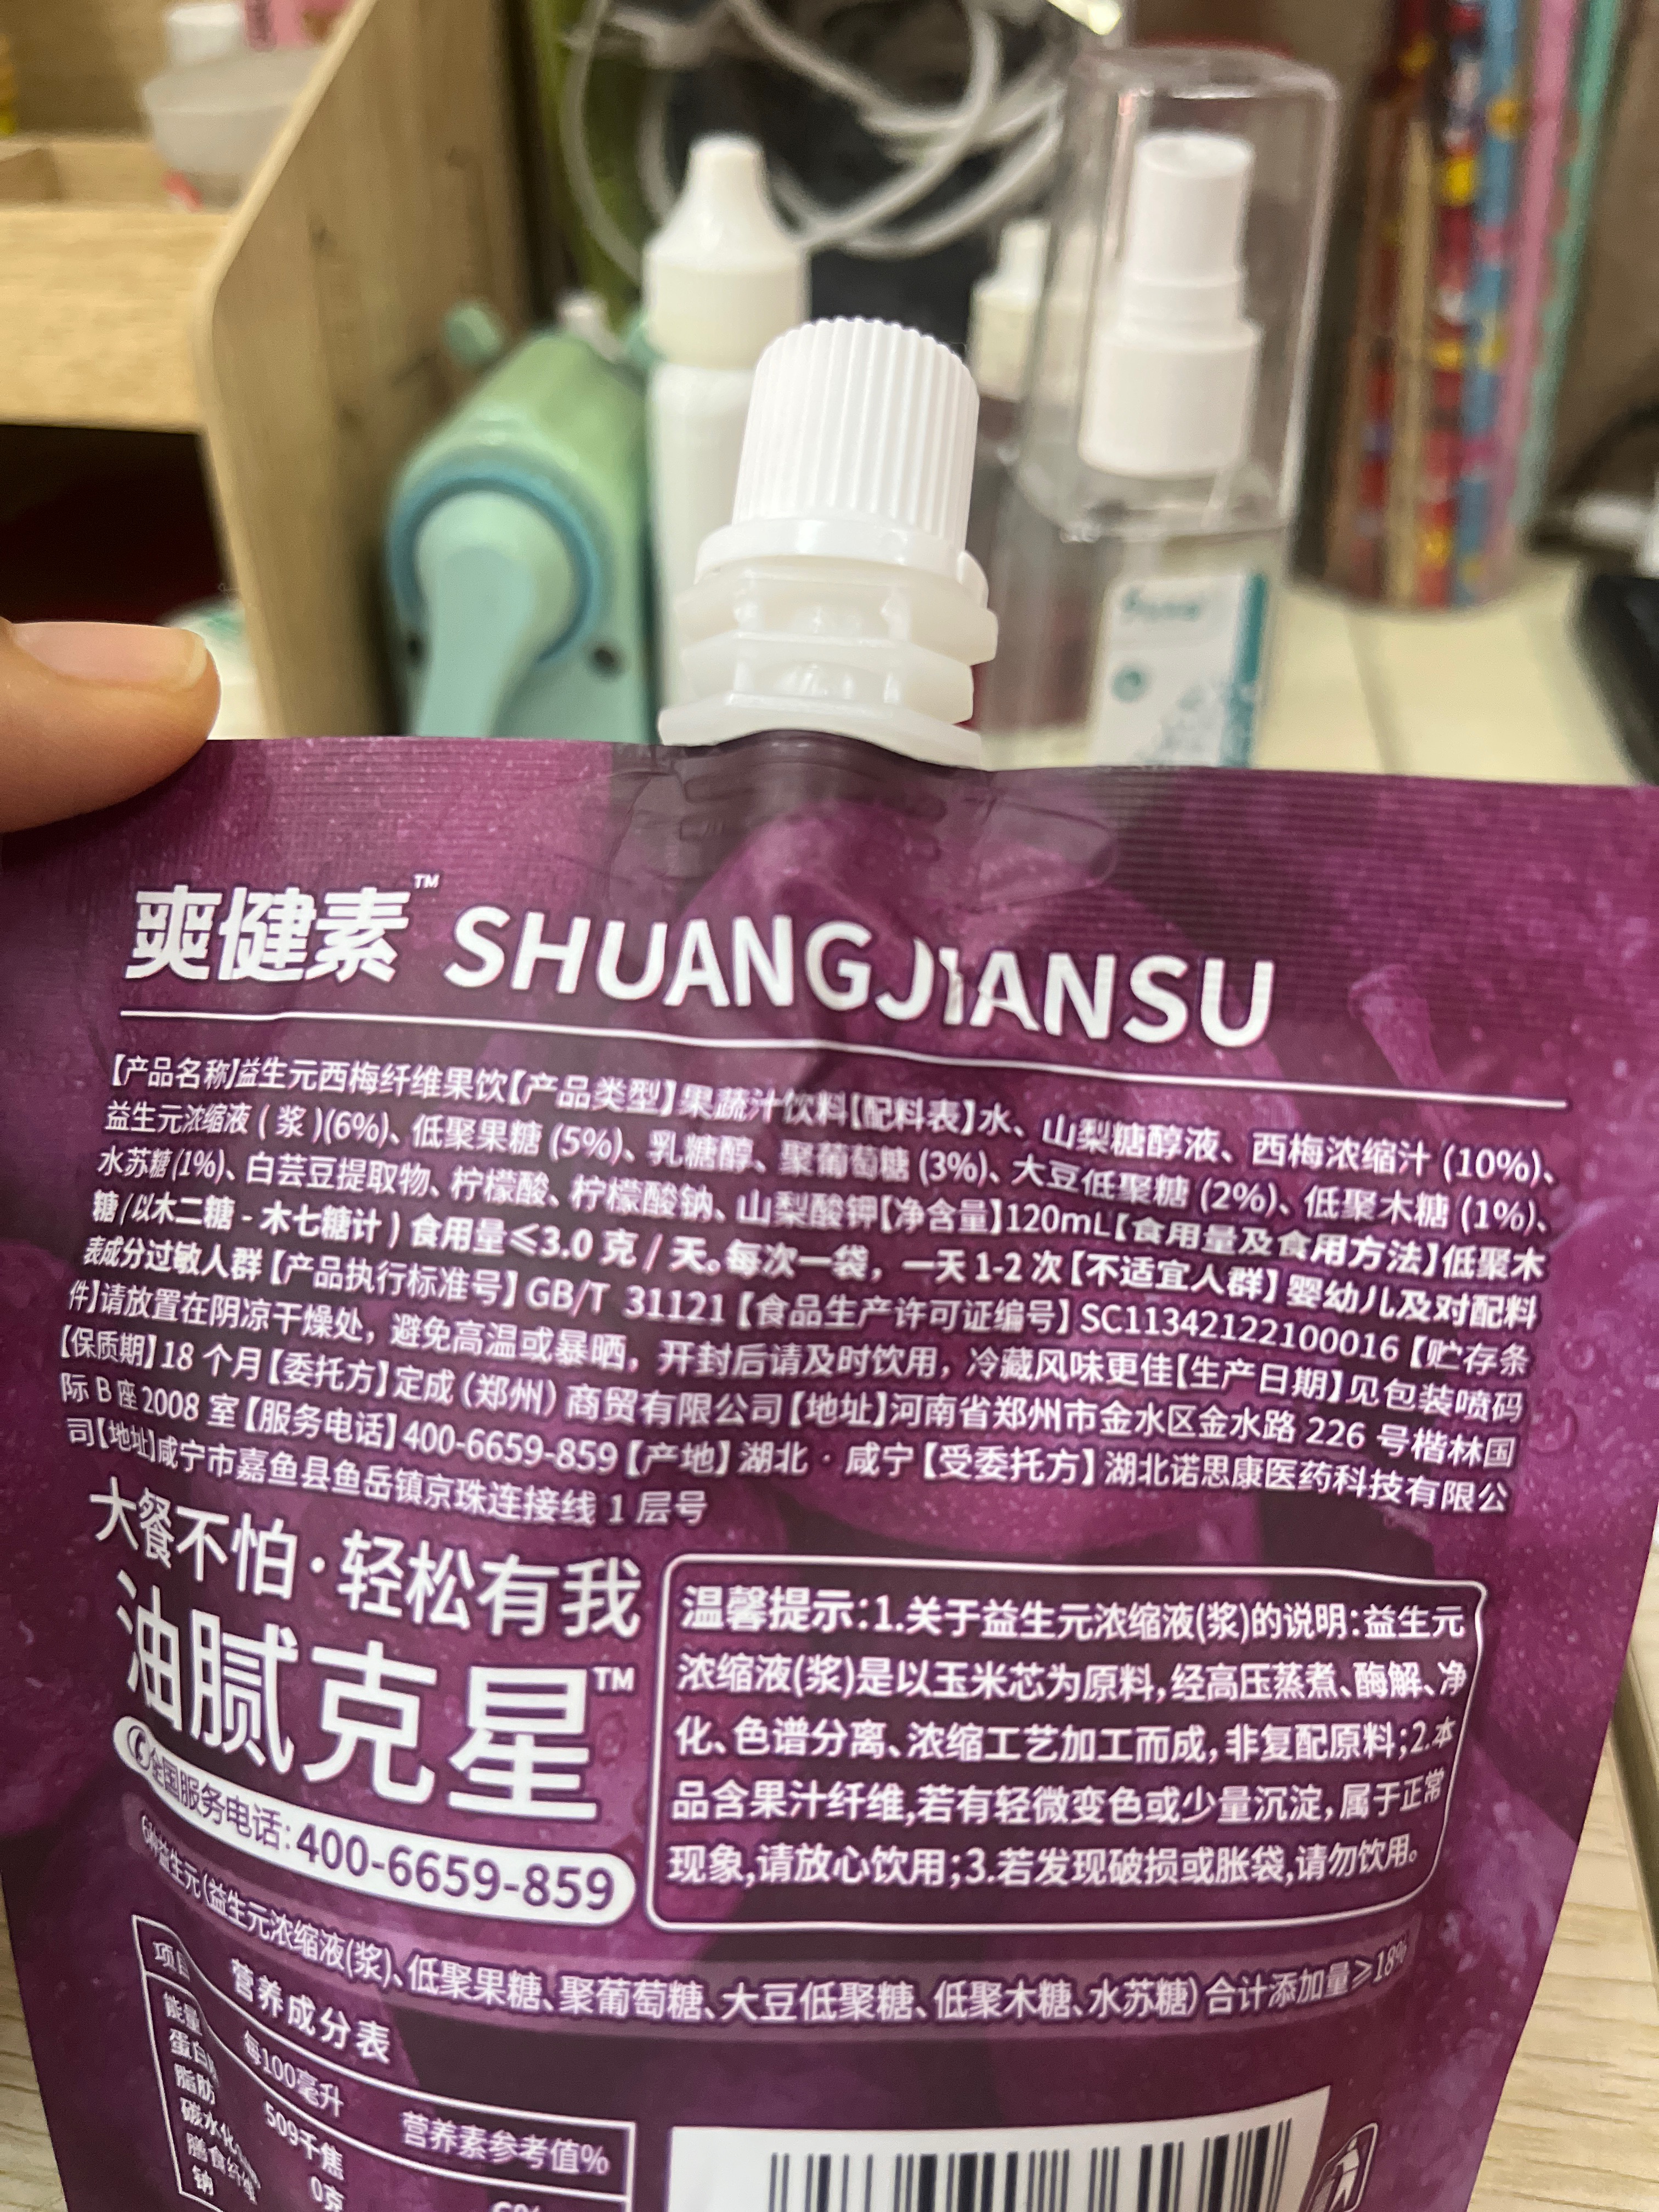 爽健素™ SHUANGJIANSU
【产品名称】益生元西梅纤维果饮【产品类型】果蔬汁饮料【配料表】水、山梨糖醇液、西梅浓缩汁(10%)、
益生元浓缩液(浆)(6%)、低聚果糖(5%)、乳糖醇、聚葡萄糖(3%)、大豆低聚糖(2%)、低聚木糖(1%)、
水苏糖(1%)、白芸豆提取物、柠檬酸、柠檬酸钠、山梨酸钾【净含量】120mL【食用量及食用方法】低聚木
糖(以木二糖-木七糖计)食用量≤3.0克/天。每次一袋，一天1-2次【不适宜人群】婴幼儿及对配料
表成分过敏人群【产品执行标准号】GB/T 31121【食品生产许可证编号】SC11342122100016【贮存条
件】请放置在阴凉干燥处，避免高温或暴晒，开封后请及时饮用，冷藏风味更佳【生产日期】见包装喷码
【保质期】18个月【委托方】定成(郑州)商贸有限公司【地址】河南省郑州市金水区金水路226号楷林国
际B座2008室【服务电话】400-6659-859【产地】湖北·咸宁【受委托方】湖北诺思康医药科技有限公
司【地址】咸宁市嘉鱼县鱼岳镇京珠连接线1层号
大餐不怕·轻松有我
油腻克星™
全国服务电话:400-6659-859
温馨提示:1.关于益生元浓缩液(浆)的说明:益生元
浓缩液(浆)是以玉米芯为原料,经高压蒸煮、酶解、净
化、色谱分离、浓缩工艺加工而成,非复配原料;2.本
品含果汁纤维,若有轻微变色或少量沉淀,属于正常
现象,请放心饮用;3.若发现破损或胀袋,请勿饮用。
6种益生元(益生元浓缩液(浆)、低聚果糖、聚葡萄糖、大豆低聚糖、低聚木糖、水苏糖)合计添加量≥18%
营养成分表
项目 每100毫升 营养素参考值%
能量 509千焦 6%
蛋白质 0克
脂肪
碳水化合物
膳食纤维
钠